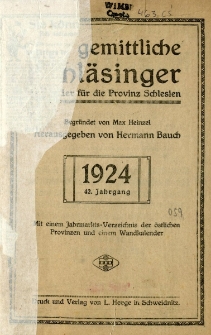 gemittliche
läsinger
für die Provinz Schlesien
Begründet von Max Heinzel
herausgegeben von Hermann Bauch
1924
42. Jahrgang
Mit einem Jahrmarkts-Verzeichnis der östlichen
Provinzen und einem Wandkalender
Druck und Verlag von L. Heege in Schweidnitz.